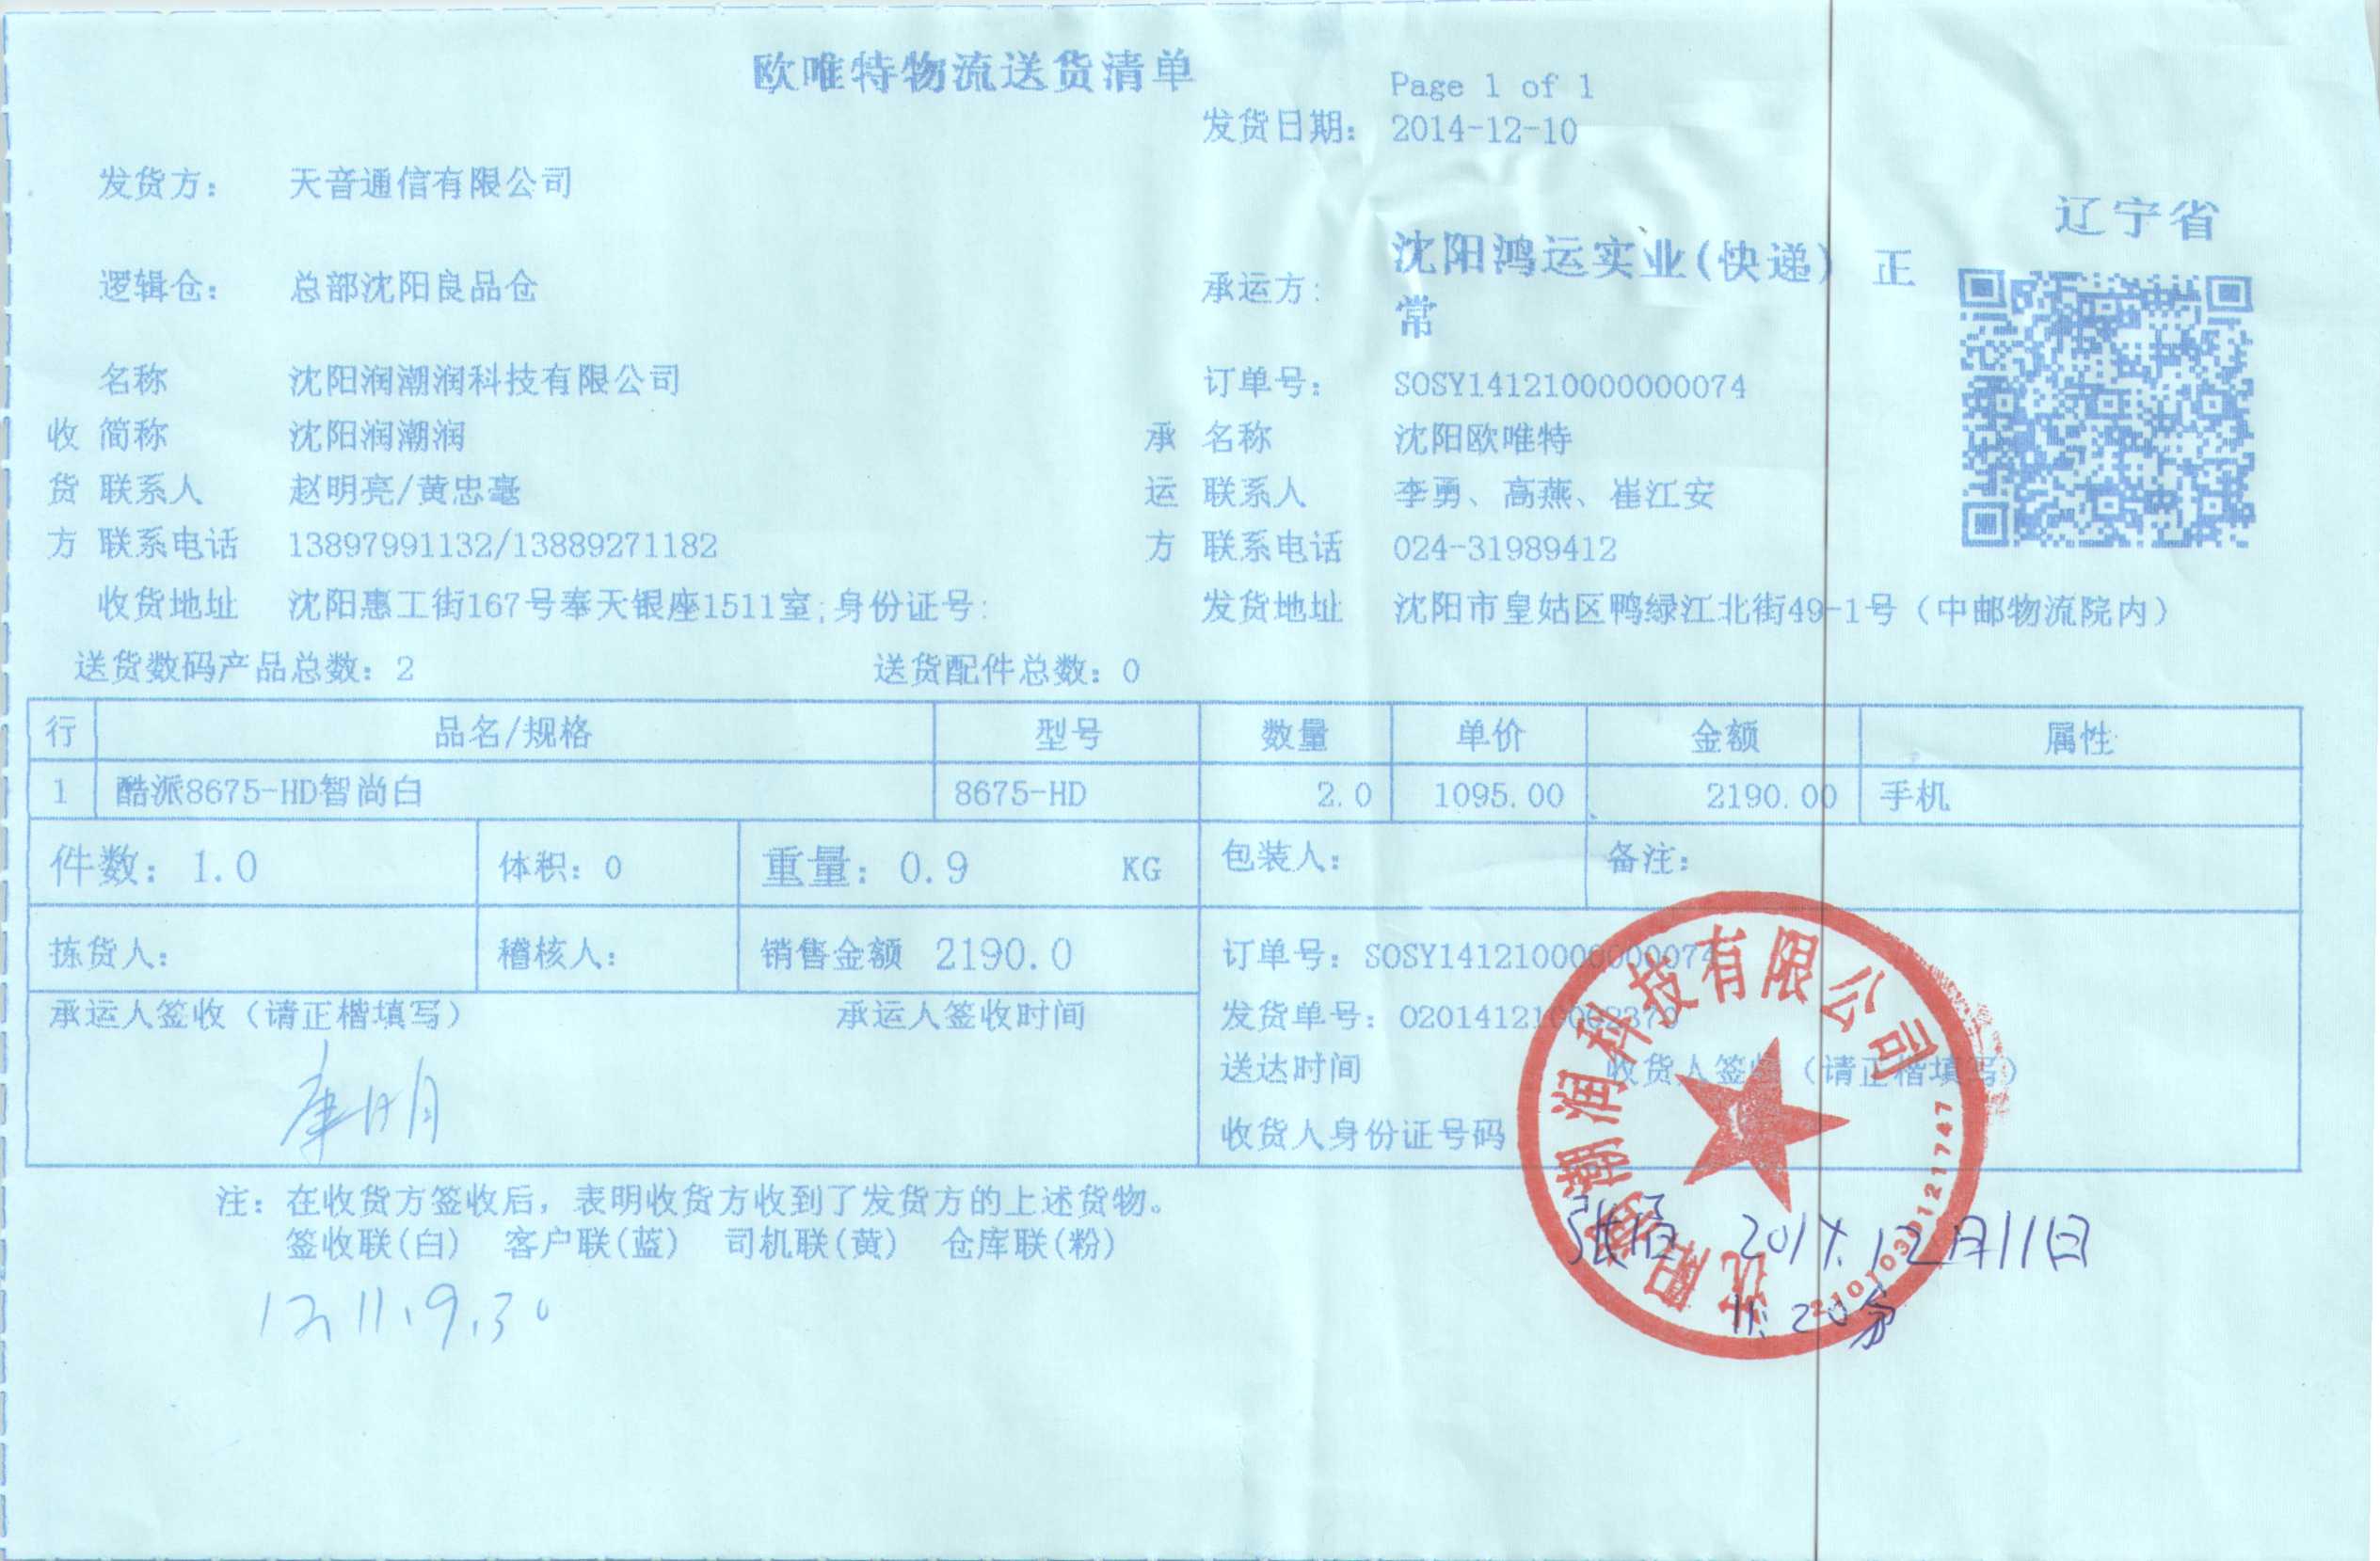 欧唯特物流送货清单
Page 1 of 1
发货日期: 2014-12-10
发货方: 天音通信有限公司
辽宁省
逻辑仓: 总部沈阳良品仓
承运方: 沈阳鸿运实业(快递) 正
常
名称 沈阳润潮润科技有限公司
订单号: SOSY141210000000074
收 简称 沈阳润潮润
承 名称 沈阳欧唯特
货 联系人 赵明亮/黄忠毫
运 联系人 李勇、高燕、崔江安
方 联系电话 13897991132/13889271182
方 联系电话 024-31989412
收货地址 沈阳惠工街167号奉天银座1511室;身份证号:
发货地址 沈阳市皇姑区鸭绿江北街49-1号（中邮物流院内）
送货数码产品总数: 2 送货配件总数: 0
行 品名/规格 型号 数量 单价 金额 属性
1 酷派8675-HD智尚白 8675-HD 2.0 1095.00 2190.00 手机
件数: 1.0 体积: 0 重量: 0.9 KG 包装人: 备注:
拣货人: 稽核人: 销售金额 2190.0 订单号: SOSY141210000000074
承运人签收（请正楷填写） 承运人签收时间
发货单号: O20141210002370
送达时间 收货人签收（请正楷填写）
收货人身份证号码
沈阳润潮润科技有限公司
2101030121747
注: 在收货方签收后，表明收货方收到了发货方的上述货物。
签收联(白) 客户联(蓝) 司机联(黄) 仓库联(粉)
2014.12月11日
11:20分
12.11.9.30